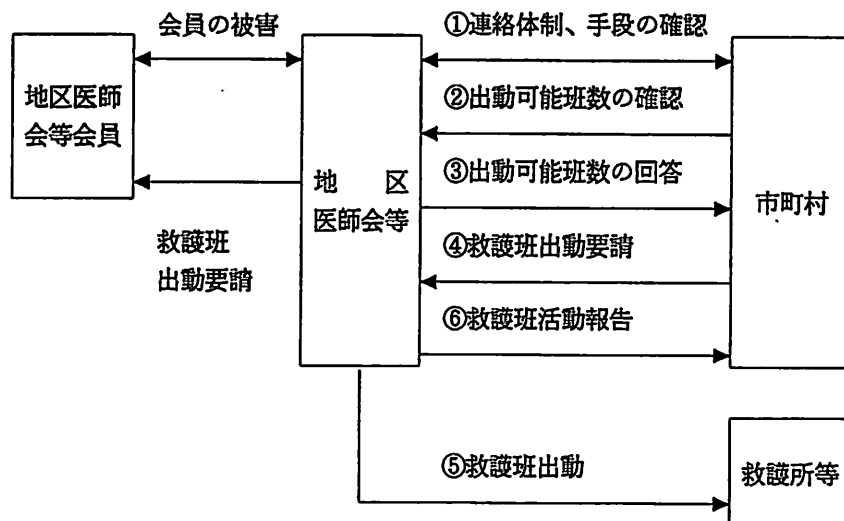 会員の被害
①連絡体制、手段の確認
地区医師
会等会員
②出動可能班数の確認
③出動可能班数の回答
地　区
医師会等
市町村
救護班
出動要請
④救護班出動要請
⑥救護班活動報告
⑤救護班出動
救護所等